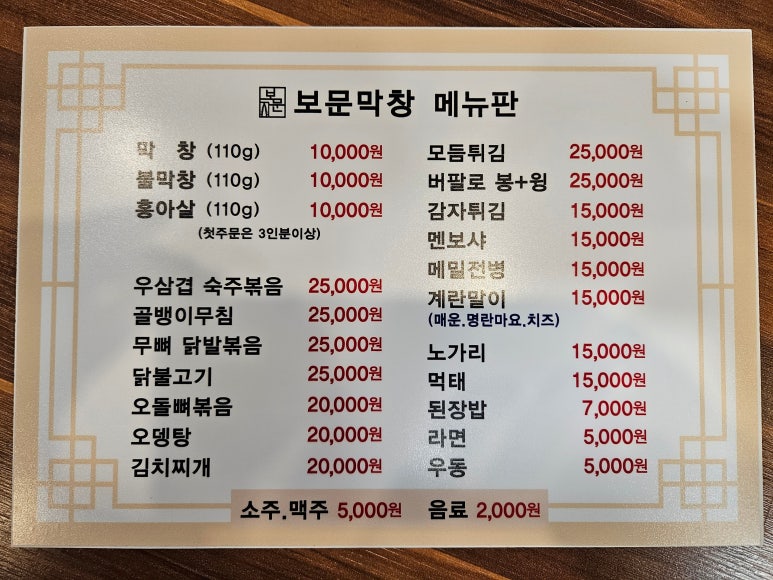 보문 보문막창 메뉴판
막 창 (110g) 10,000원
불막창 (110g) 10,000원
홍아살 (110g) 10,000원
(첫주문은 3인분이상)
우삼겹 숙주볶음 25,000원
골뱅이무침 25,000원
무뼈 닭발볶음 25,000원
닭불고기 25,000원
오돌뼈볶음 20,000원
오뎅탕 20,000원
김치찌개 20,000원
모듬튀김 25,000원
버팔로 봉+윙 25,000원
감자튀김 15,000원
멘보샤 15,000원
메밀전병 15,000원
계란말이 15,000원
(매운.명란마요.치즈)
노가리 15,000원
먹태 15,000원
된장밥 7,000원
라면 5,000원
우동 5,000원
소주.맥주 5,000원 음료 2,000원